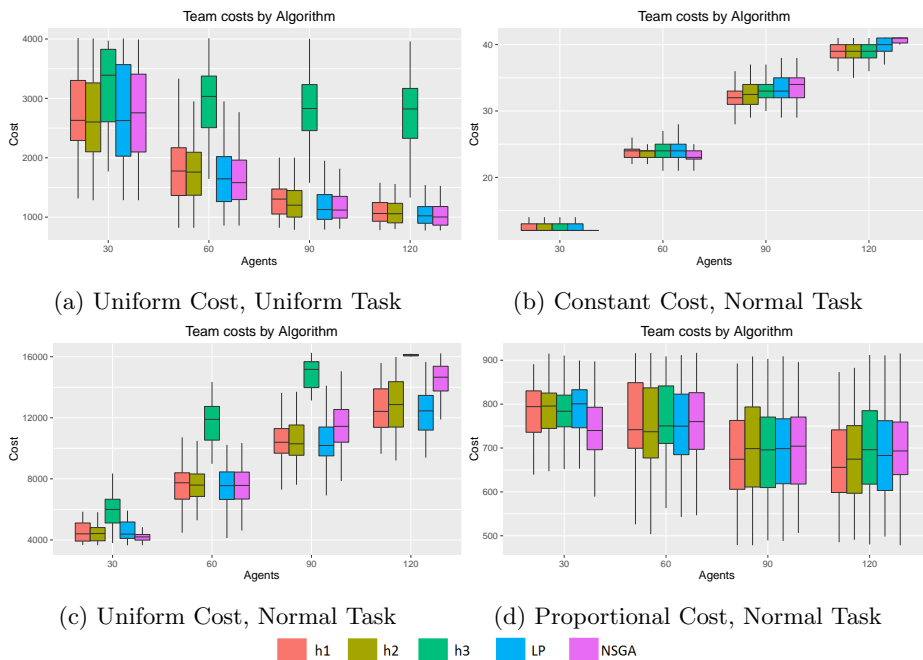 Team costs by Algorithm
4000
3000
2000
1000
Cost
30
60
90
120
Agents
(a) Uniform Cost, Uniform Task
Team costs by Algorithm
40
30
20
Cost
30
60
90
120
Agents
(b) Constant Cost, Normal Task
Team costs by Algorithm
16000
12000
8000
4000
Cost
30
60
90
120
Agents
(c) Uniform Cost, Normal Task
Team costs by Algorithm
900
800
700
600
500
Cost
30
60
90
120
Agents
(d) Proportional Cost, Normal Task
h1 h2 h3 LP NSGA